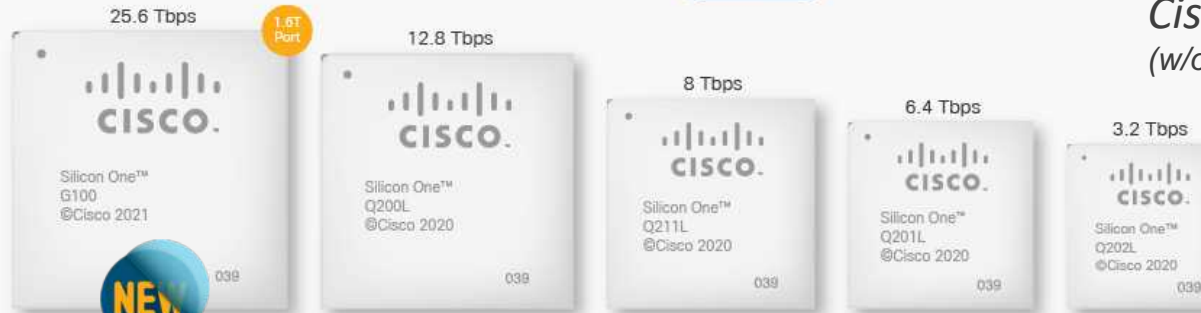 25.6 Tbps
1.6T
Port
CISCO.
Silicon One™
G100
©Cisco 2021
039
NEW
12.8 Tbps
CISCO.
Silicon One™
Q200L
©Cisco 2020
039
8 Tbps
CISCO.
Silicon One™
Q211L
©Cisco 2020
039
6.4 Tbps
CISCO.
Silicon One™
Q201L
©Cisco 2020
039
3.2 Tbps
CISCO.
Silicon One™
Q202L
©Cisco 2020
039
Cis
(w/o